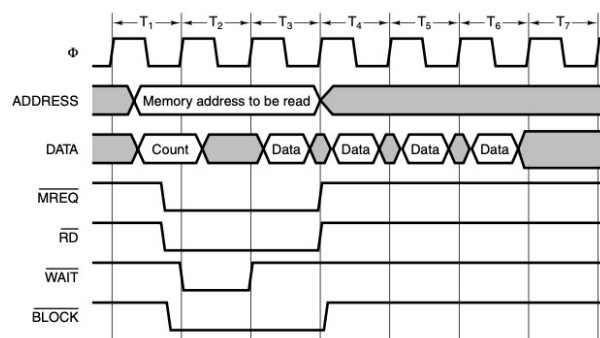 T1 T2 T3 T4 T5 T6 T7
Φ
ADDRESS Memory address to be read
DATA Count Data Data Data Data
MREQ
RD
WAIT
BLOCK